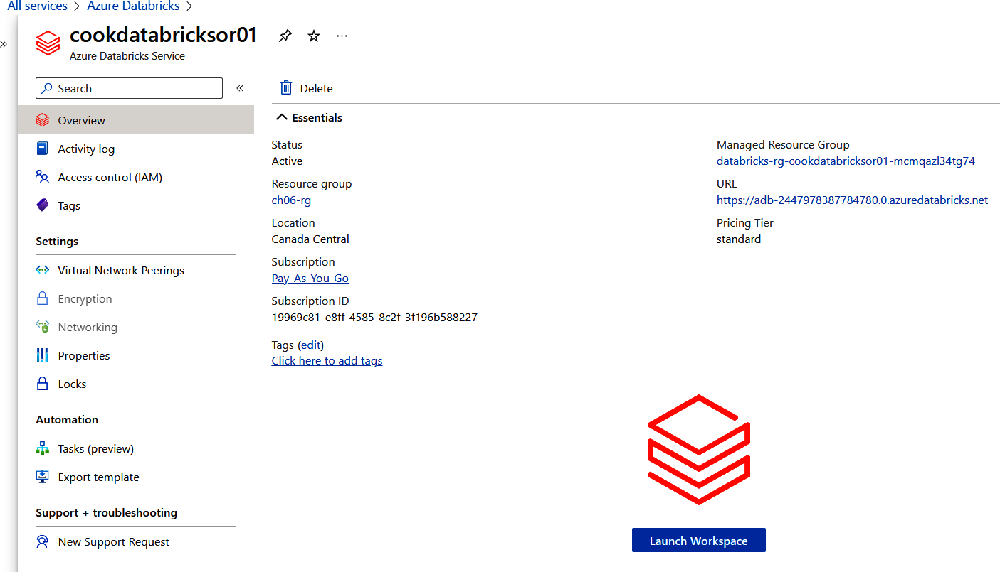 All services > Azure Databricks >
»
cookdatabricksor01 ...
Azure Databricks Service
Search «
Overview
Activity log
Access control (IAM)
Tags
Settings
Virtual Network Peerings
Encryption
Networking
Properties
Locks
Automation
Tasks (preview)
Export template
Support + troubleshooting
New Support Request
Delete
Essentials
Status
Active
Resource group
ch06-rg
Location
Canada Central
Subscription
Pay-As-You-Go
Subscription ID
19969c81-e8ff-4585-8c2f-3f196b588227
Tags (edit)
Click here to add tags
Managed Resource Group
databricks-rg-cookdatabricksor01-mcmqazl34tg74
URL
https://adb-2447978387784780.0.azuredatabricks.net
Pricing Tier
standard
Launch Workspace